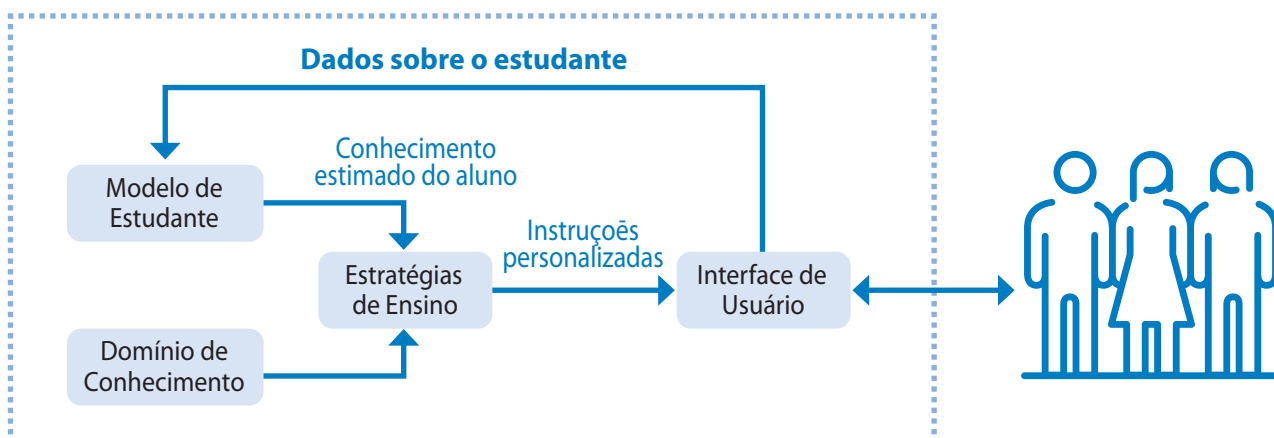 Dados sobre o estudante
Conhecimento
estimado do aluno
Modelo de
Estudante
Instruçoẽs
personalizadas
Estratégias
de Ensino
Interface de
Usuário
Domínio de
Conhecimento